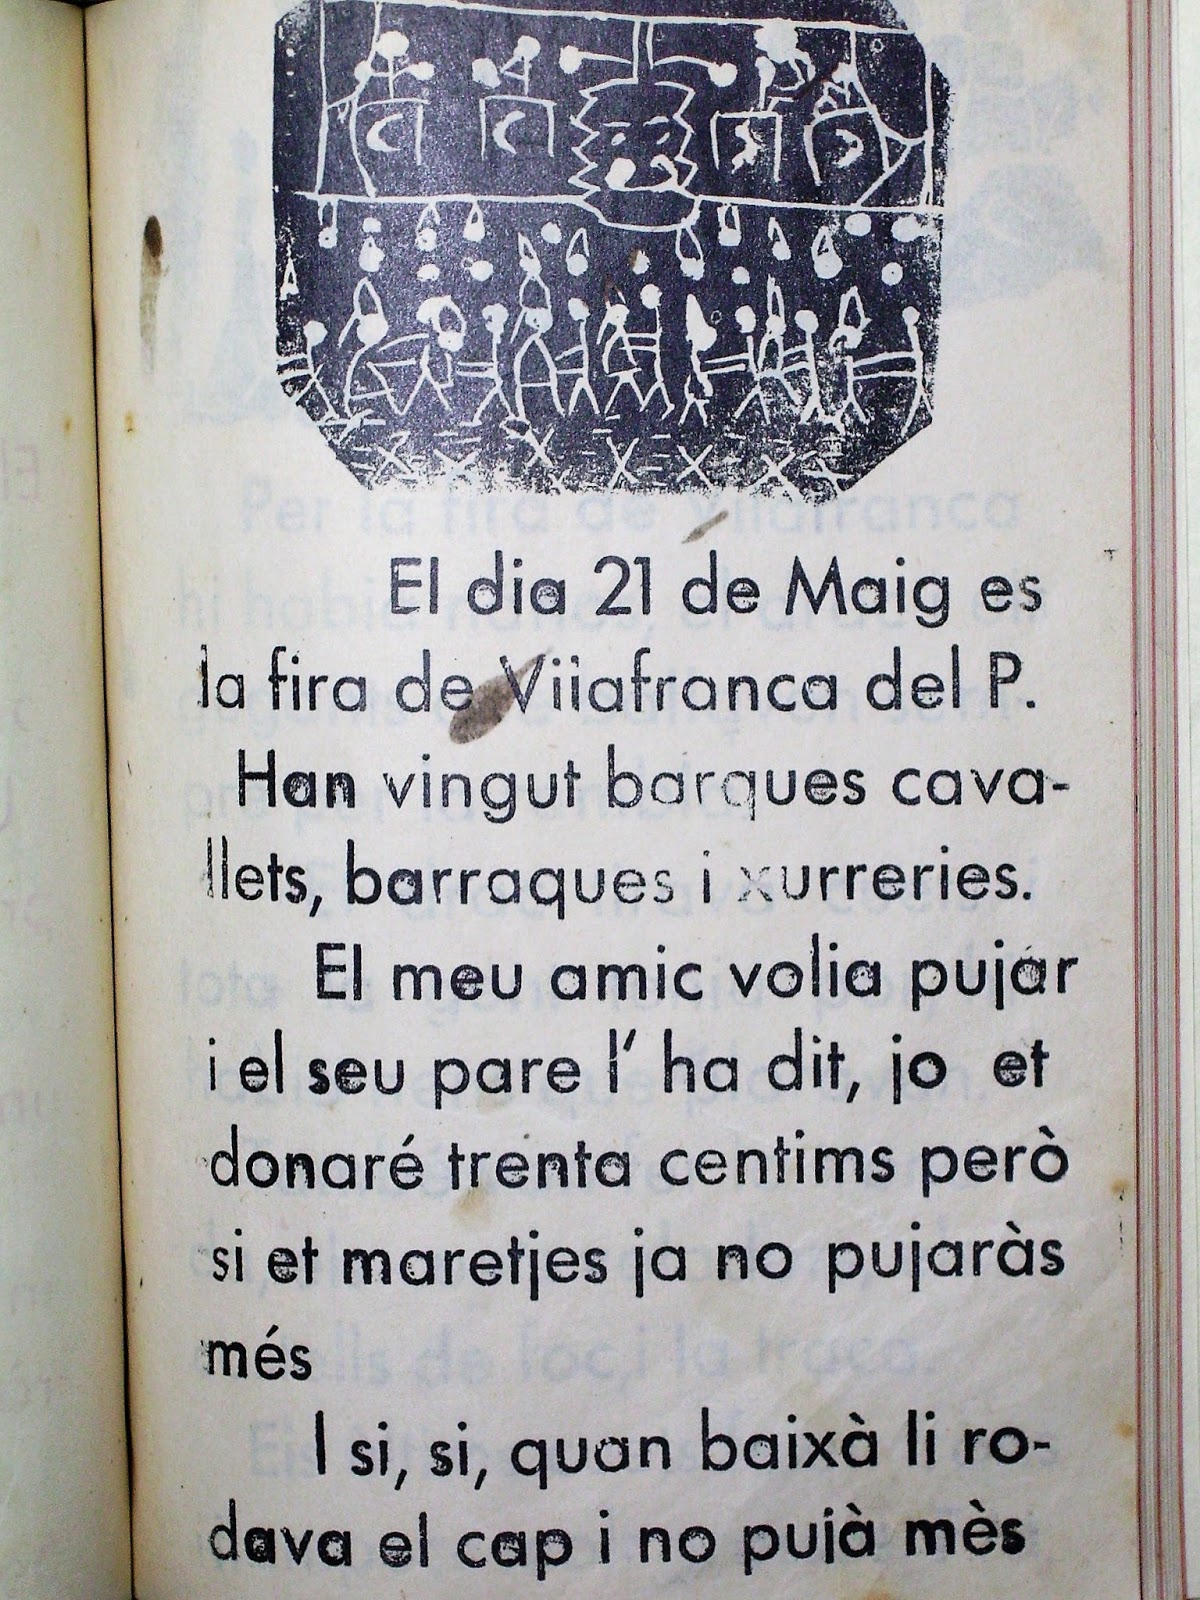 El dia 21 de Maig es
la fira de Viiafranca del P.
Han vingut barques cava-
llets, barraques i xurreries.
El meu amic volia pujar
i el seu pare l' ha dit, jo et
donaré trenta centims però
si et maretjes ja no pujaràs
més
I si, si, quan baixà li ro-
dava el cap i no pujà mès